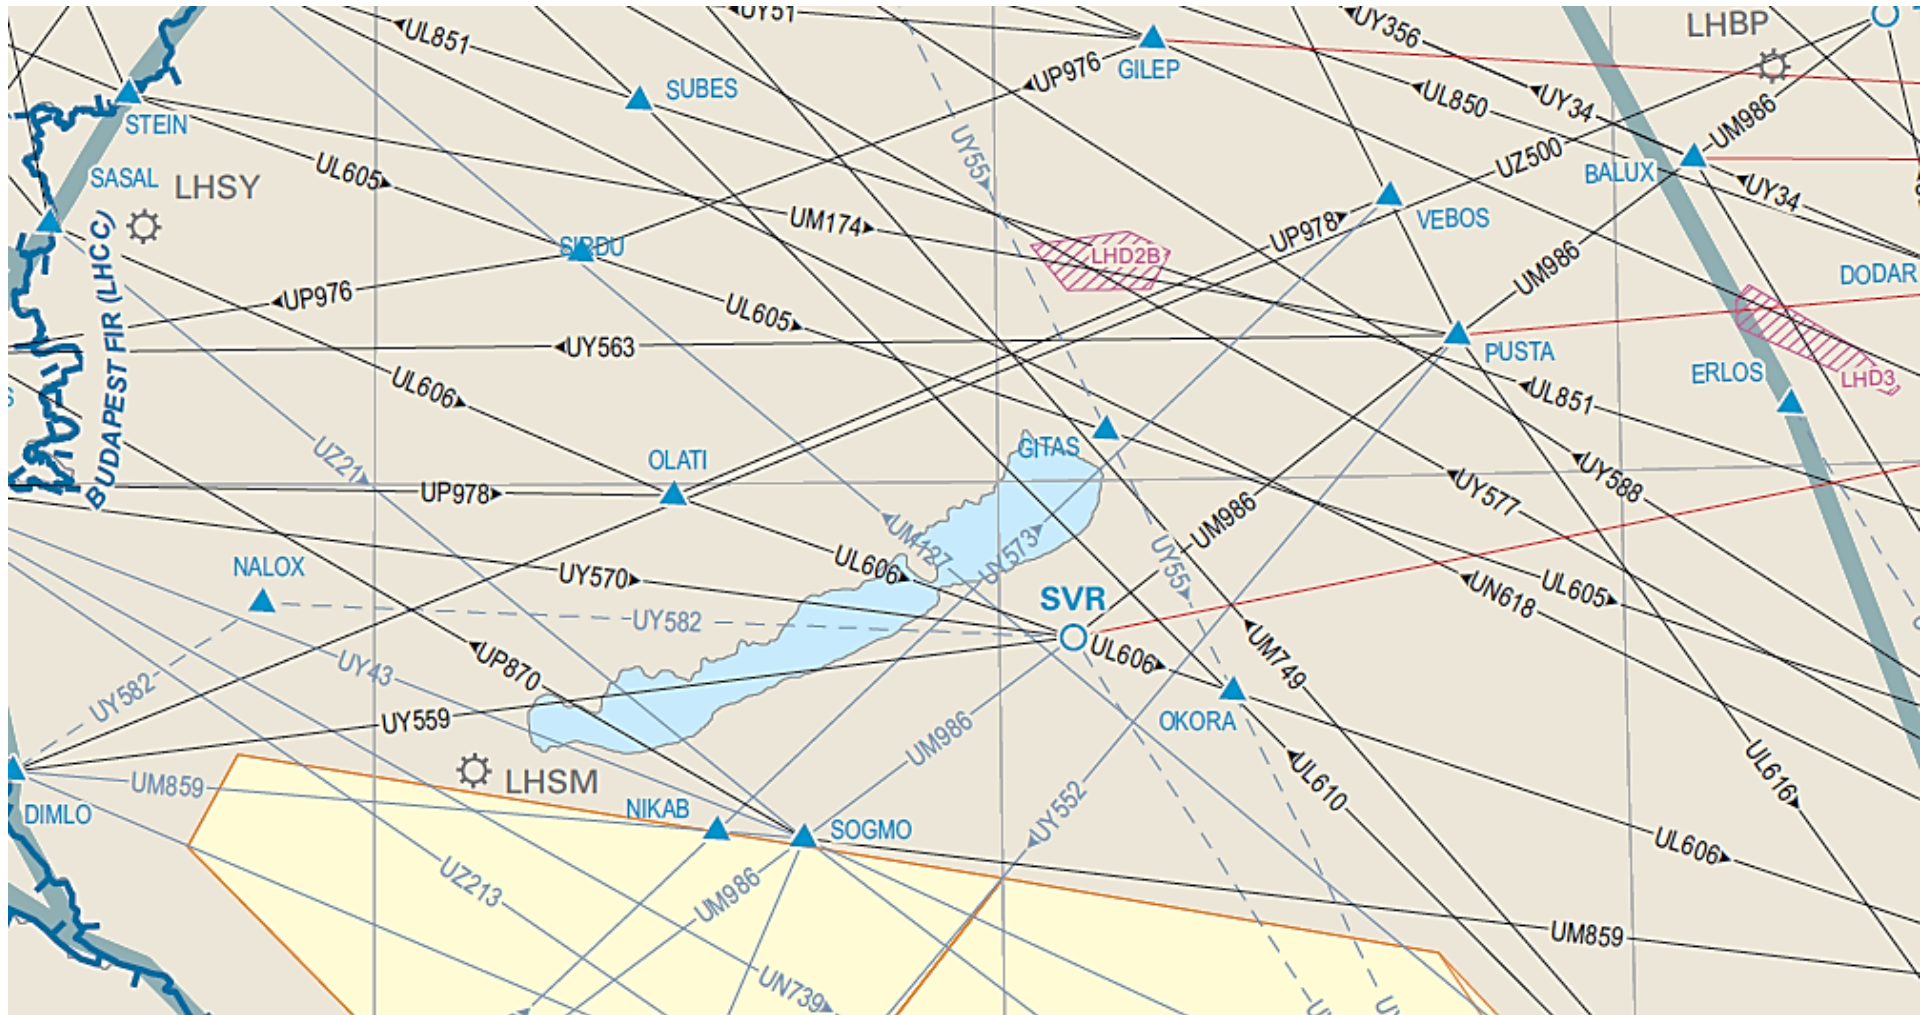 UY51
UY356
LHBP
UL851
UP976
GILEP
SUBES
UL850
UY34
UM986
STEIN
UY55
UZ500
SASAL
LHSY
UL605
BALUX
UY34
UM174
UP978
VEBOS
SIRDU
LHD2B
UM986
DODAR
BUDAPEST FIR (LHCC)
UP976
UL605
UY563
PUSTA
ERLOS
LHD3
UL606
UL851
GITAS
OLATI
UZ21
UP978
UY588
UY577
UM986
UM127
UY573
UL606
NALOX
UY570
UY55
UL605
UN618
SVR
UY582
UL606
UM749
UP870
UY43
UY582
UY559
OKORA
UM986
LHSM
UM859
UL610
UL616
DIMLO
NIKAB
SOGMO
UY552
UL606
UZ213
UM986
UM859
UN739